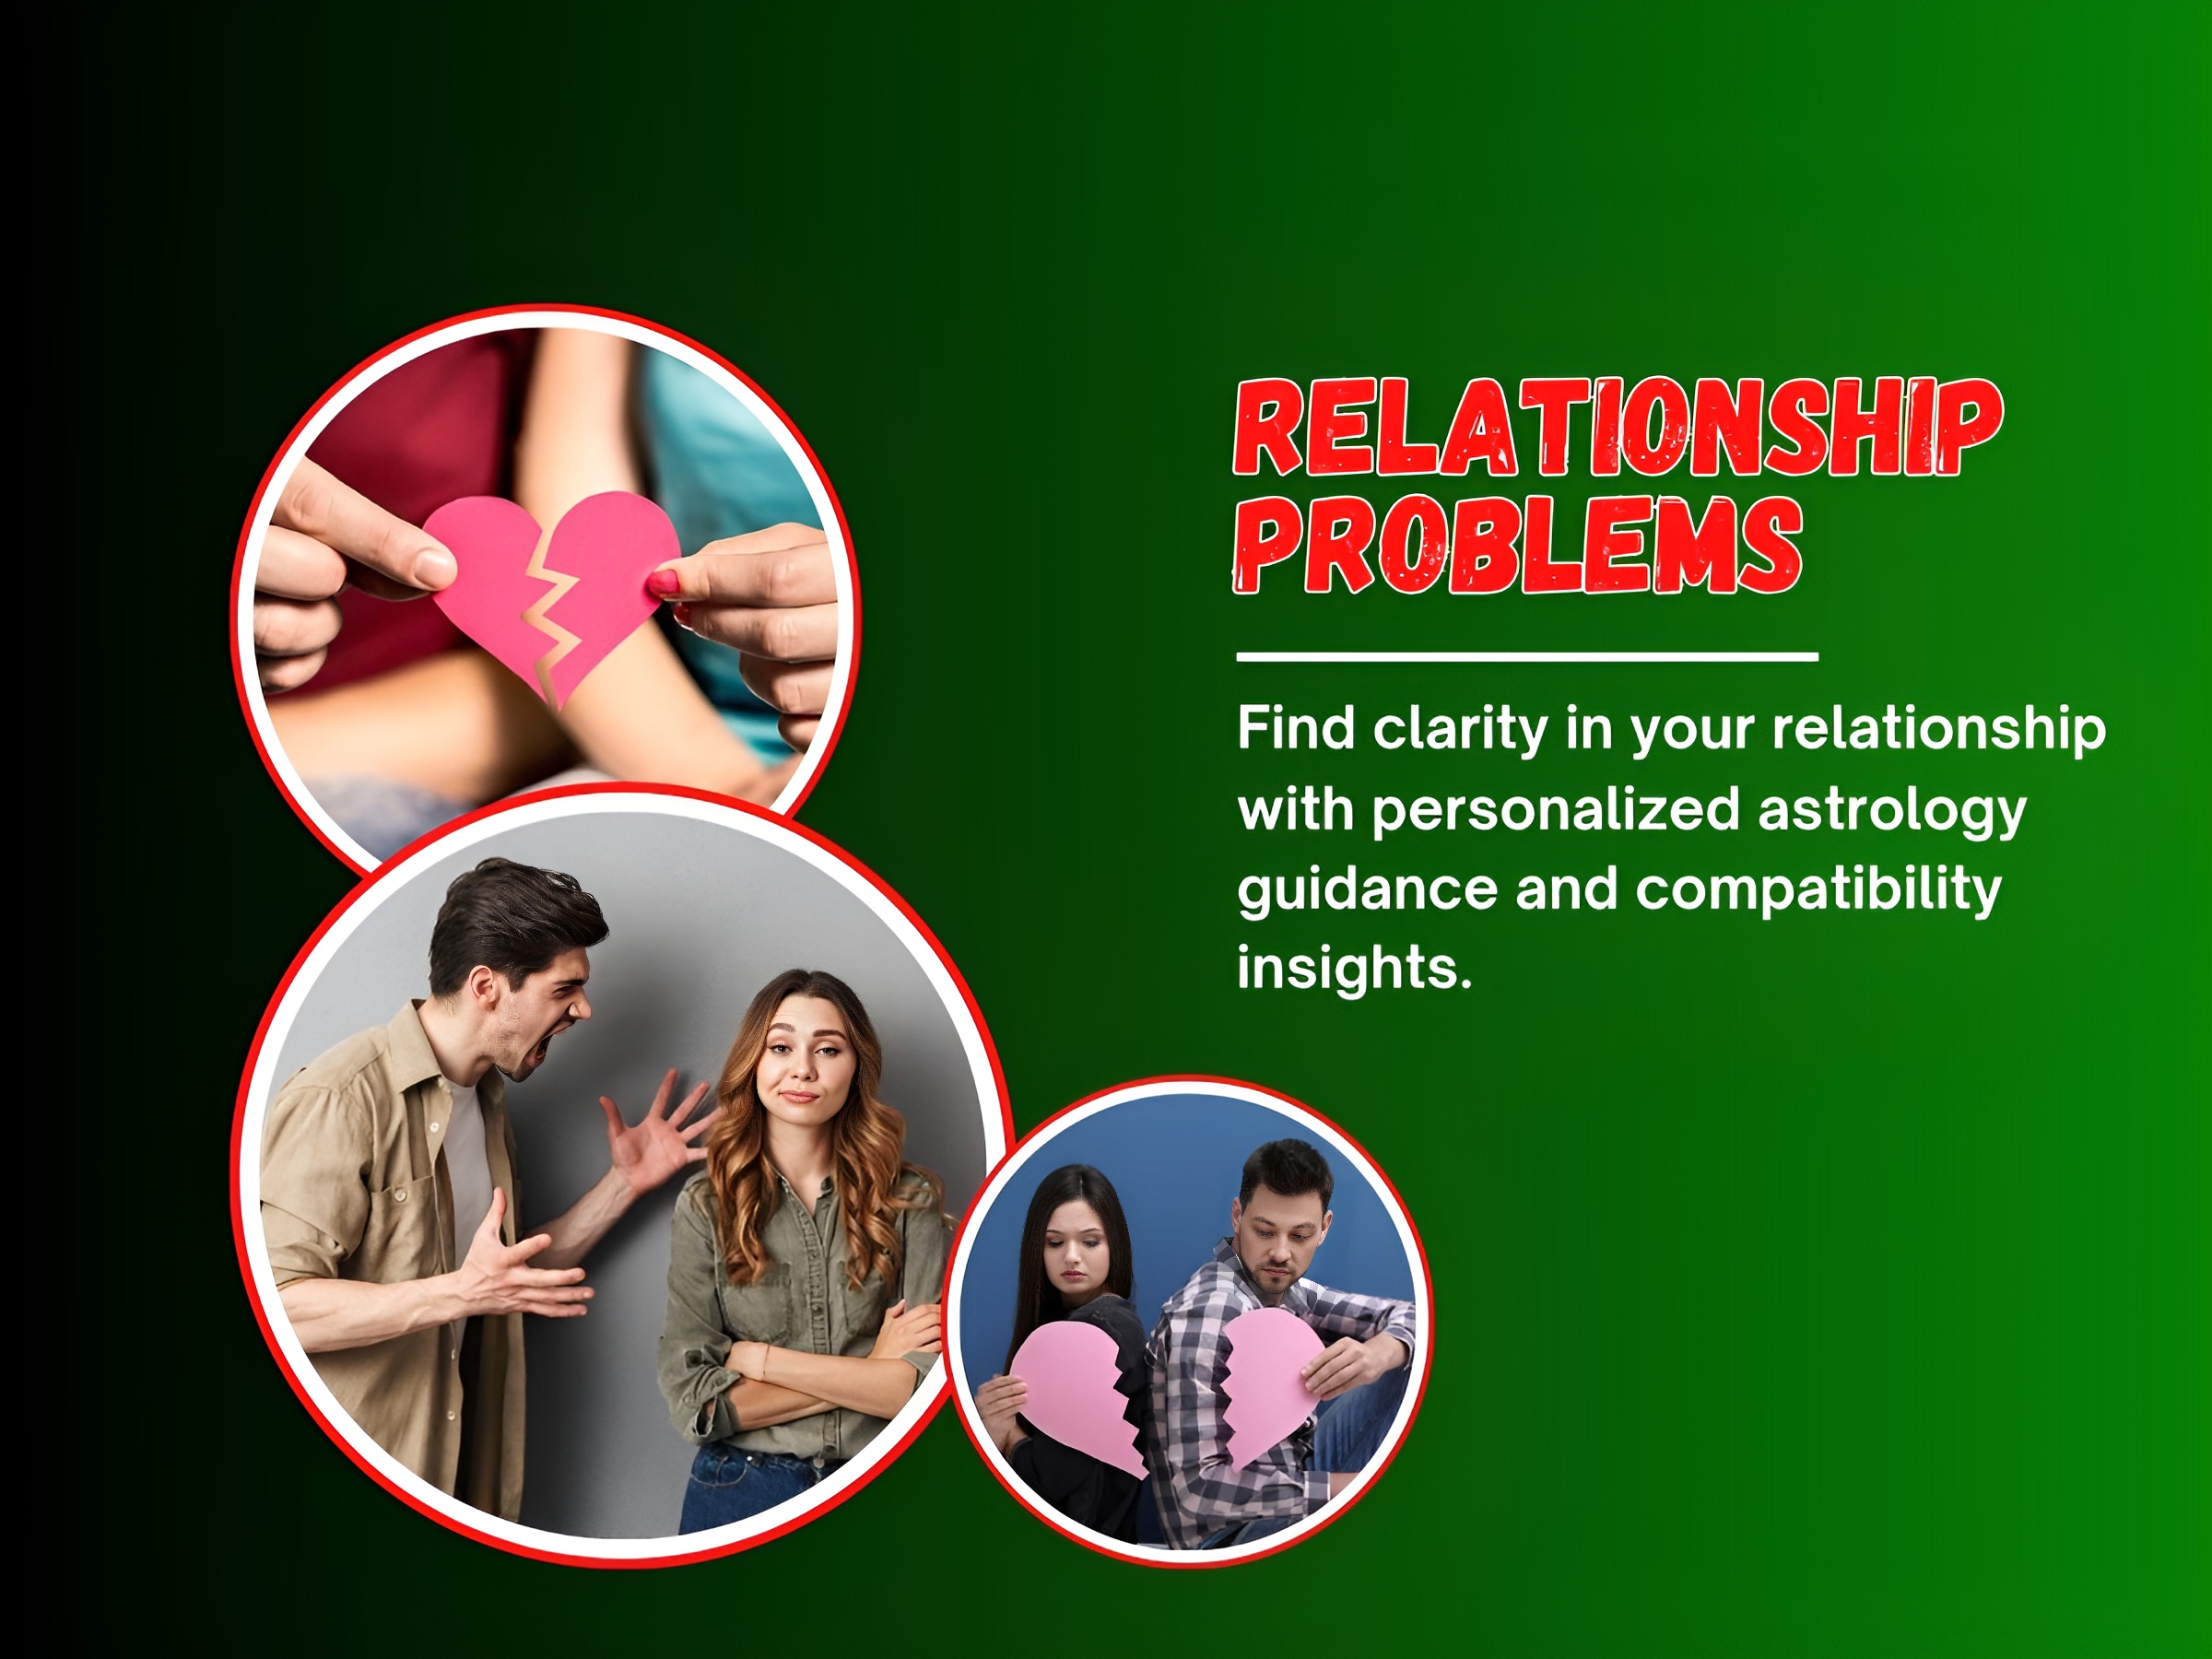 RELATIONSHIP
PROBLEMS
Find clarity in your relationship
with personalized astrology
guidance and compatibility
insights.